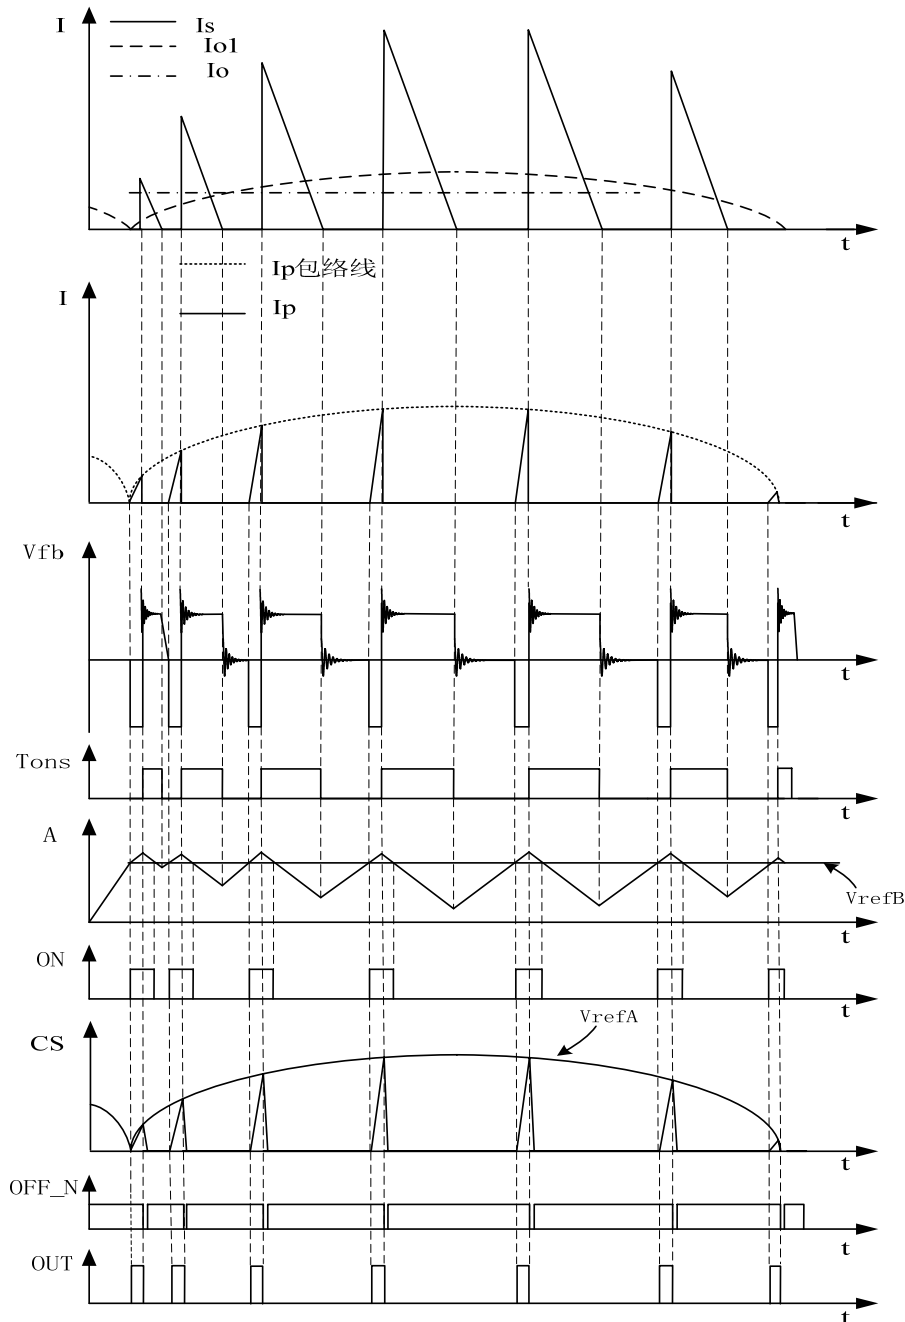 I
Is
Io1
Io
t
Ip包络线
I
Ip
t
Vfb
t
Tons
t
A
VrefB
t
ON
t
VrefA
CS
t
OFF_N
t
OUT
t